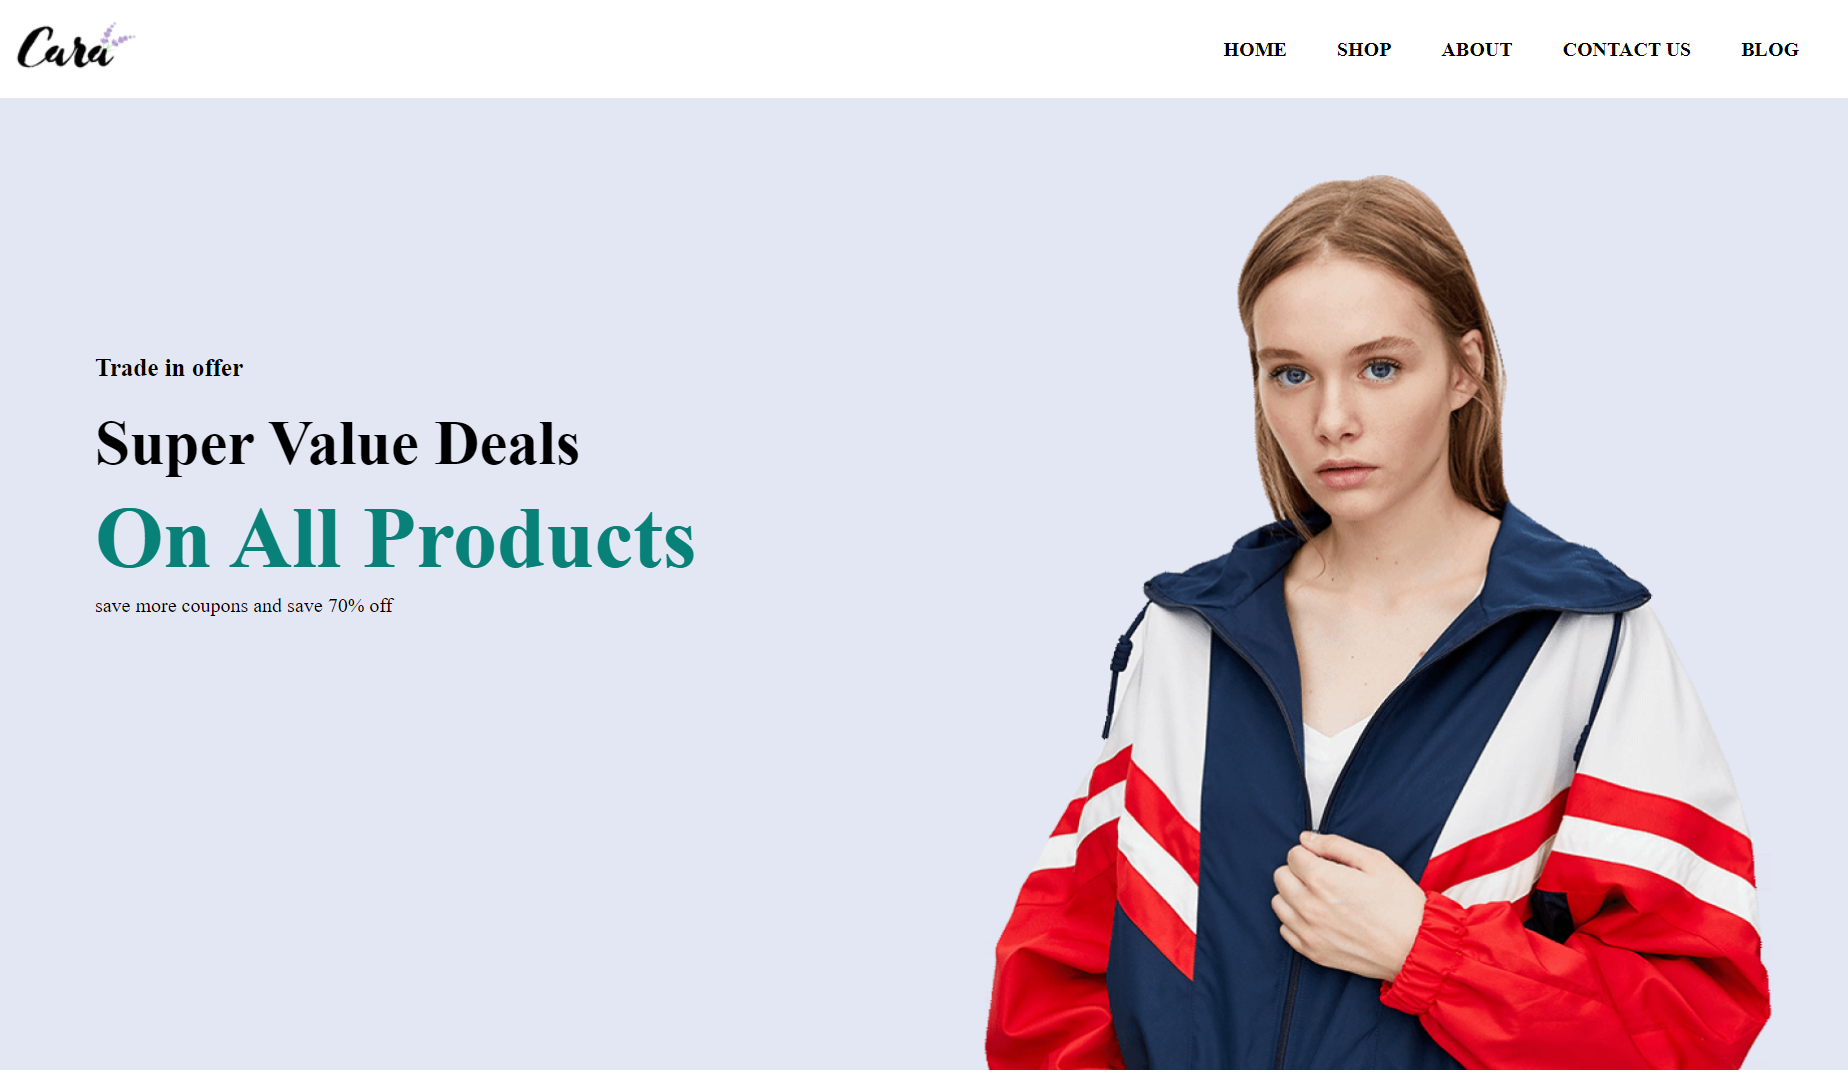 Cara
HOME SHOP ABOUT CONTACT US BLOG
Trade in offer
Super Value Deals
On All Products
save more coupons and save 70% off